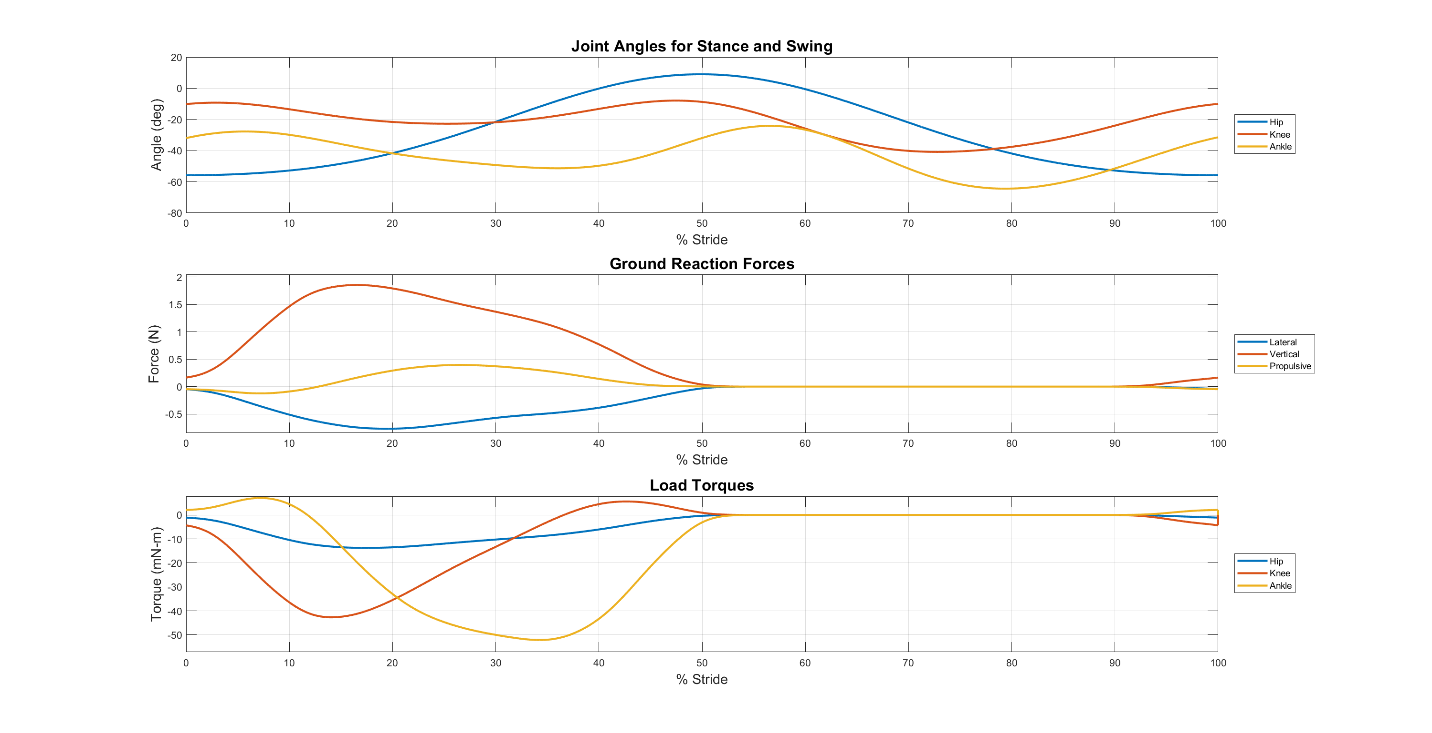 Joint Angles for Stance and Swing
20
0
-20
-40
-60
-80
Angle (deg)
0 10 20 30 40 50 60 70 80 90 100
% Stride
Hip
Knee
Ankle
Ground Reaction Forces
2
1.5
1
0.5
0
-0.5
Force (N)
0 10 20 30 40 50 60 70 80 90 100
% Stride
Lateral
Vertical
Propulsive
Load Torques
0
-10
-20
-30
-40
-50
Torque (mN-m)
0 10 20 30 40 50 60 70 80 90 100
% Stride
Hip
Knee
Ankle